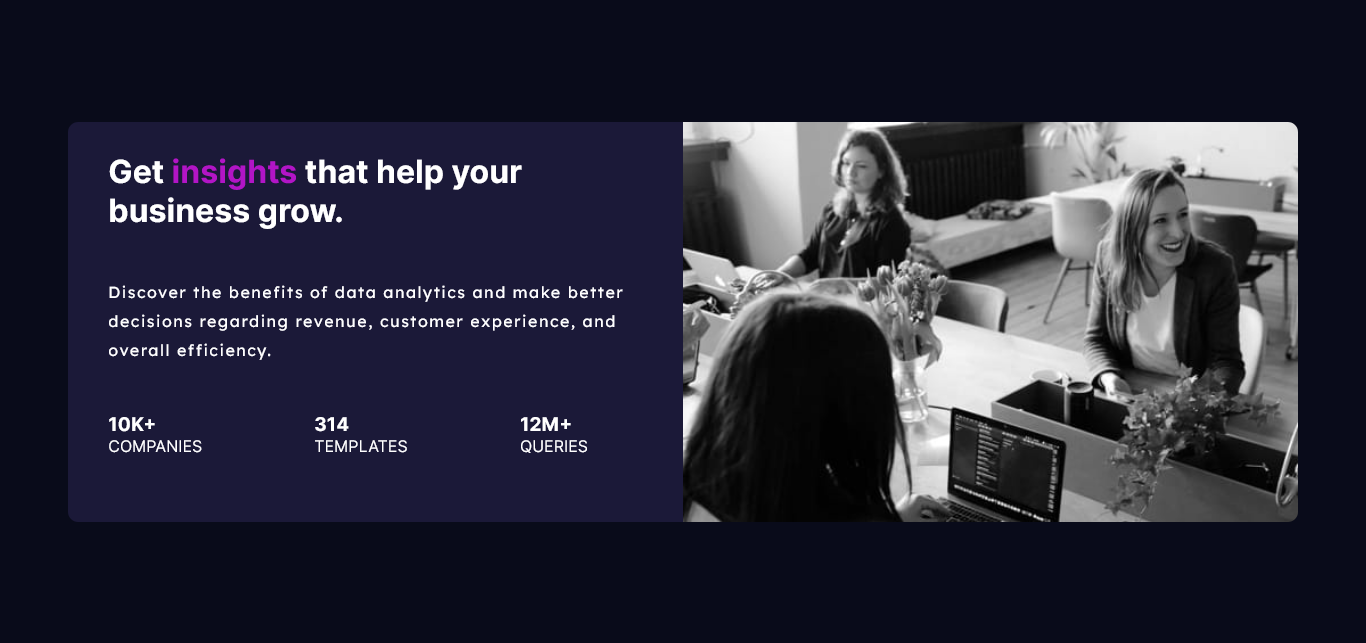 Get insights that help your
business grow.
Discover the benefits of data analytics and make better
decisions regarding revenue, customer experience, and
overall efficiency.
10K+ 314 12M+
COMPANIES TEMPLATES QUERIES